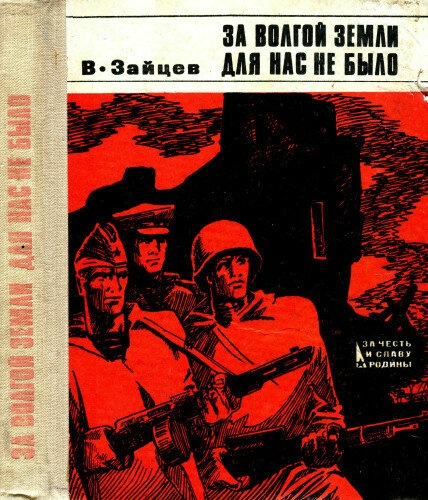 ЗА ВОЛГОЙ ЗЕМЛИ ДЛЯ НАС НЕ БЫЛО
В·Зайцев
ЗА ВОЛГОЙ ЗЕМЛИ
ДЛЯ НАС НЕ БЫЛО
ЗА ЧЕСТЬ
И СЛАВУ
РОДИНЫ